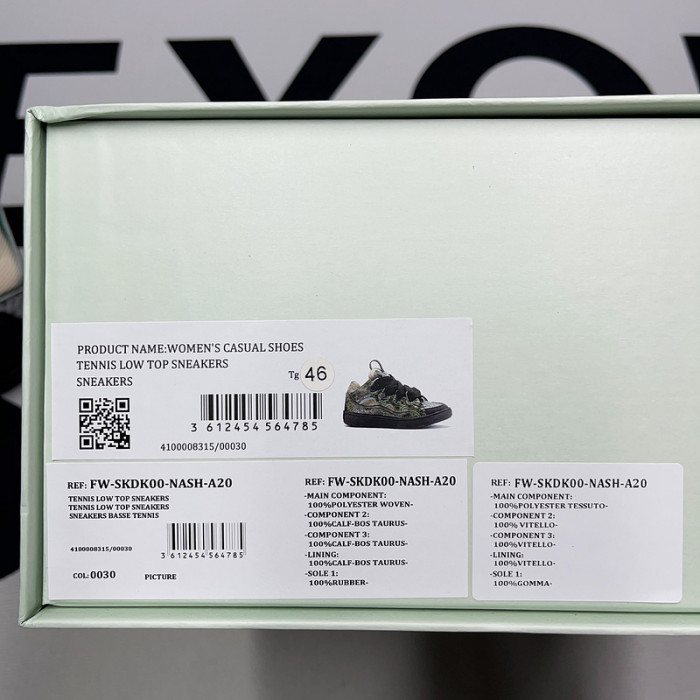 PRODUCT NAME:WOMEN'S CASUAL SHOES
TENNIS LOW TOP SNEAKERS
SNEAKERS
Tg 46
3 612454 564785
4100008315/00030
REF: FW-SKDK00-NASH-A20
TENNIS LOW TOP SNEAKERS
TENNIS LOW TOP SNEAKERS
SNEAKERS BASSE TENNIS
4100008315/00030
3 612454 564785
COL:0030 PICTURE
REF: FW-SKDK00-NASH-A20
-MAIN COMPONENT:
100%POLYESTER WOVEN-
-COMPONENT 2:
100%CALF-BOS TAURUS-
-COMPONENT 3:
100%CALF-BOS TAURUS-
-LINING:
100%CALF-BOS TAURUS-
-SOLE 1:
100%RUBBER-
REF: FW-SKDK00-NASH-A20
-MAIN COMPONENT:
100%POLYESTER TESSUTO-
-COMPONENT 2:
100% VITELLO-
-COMPONENT 3:
100%VITELLO-
-LINING:
100%VITELLO-
-SOLE 1:
100%GOMMA-